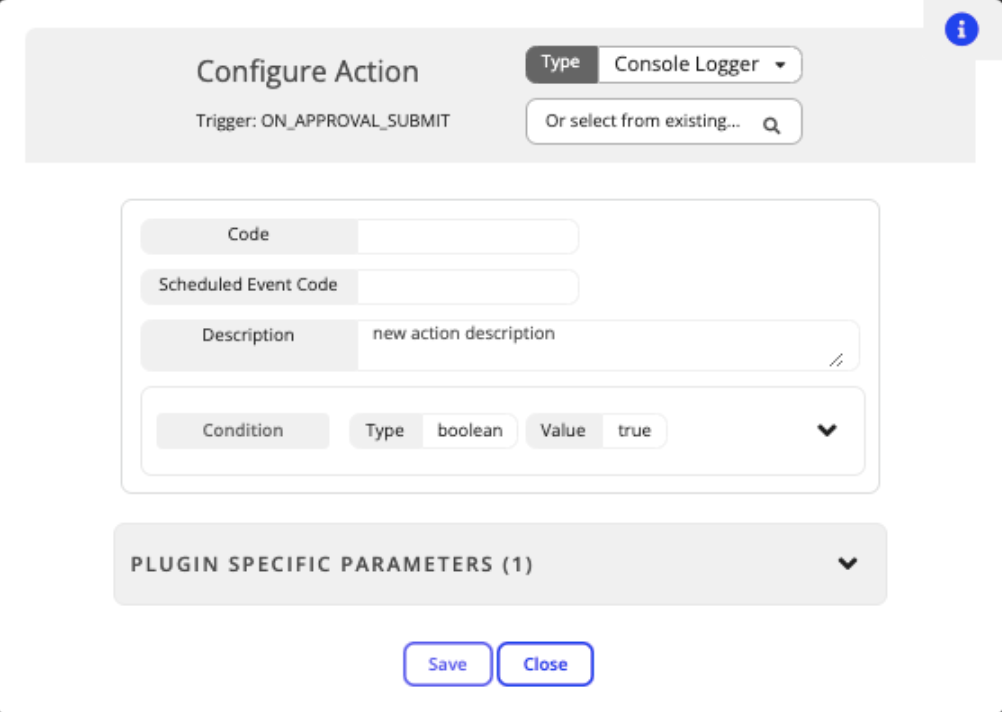 Configure Action
Type Console Logger
Trigger: ON_APPROVAL_SUBMIT
Or select from existing...
Code
Scheduled Event Code
Description new action description
Condition Type boolean Value true
PLUGIN SPECIFIC PARAMETERS (1)
Save Close